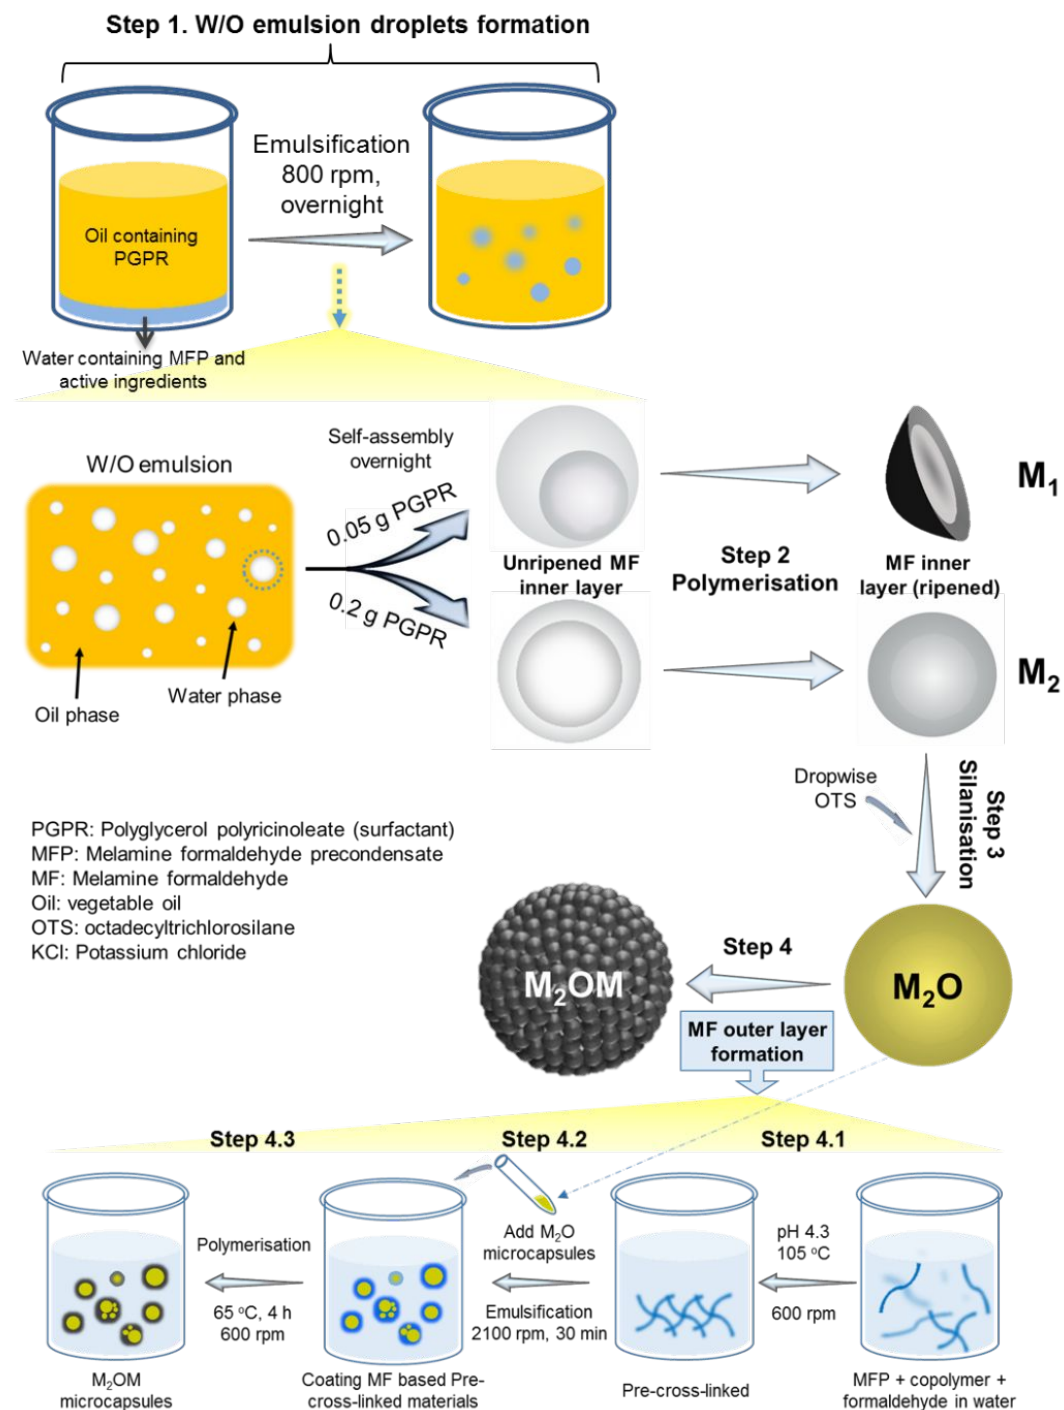 Step 1. W/O emulsion droplets formation
Emulsification
800 rpm,
overnight
Oil containing
PGPR
Water containing MFP and
active ingredients
Self-assembly
overnight
W/O emulsion
0.05 g PGPR
0.2 g PGPR
Oil phase
Water phase
Unripened MF
inner layer
Step 2
Polymerisation
MF inner
layer (ripened)
M₁
M₂
Dropwise
OTS
Step 3
Silanisation
PGPR: Polyglycerol polyricinoleate (surfactant)
MFP: Melamine formaldehyde precondensate
MF: Melamine formaldehyde
Oil: vegetable oil
OTS: octadecyltrichlorosilane
KCl: Potassium chloride
M₂OM
Step 4
M₂O
MF outer layer
formation
Step 4.3
Step 4.2
Step 4.1
Polymerisation
65 °C, 4 h
600 rpm
Add M₂O
microcapsules
Emulsification
2100 rpm, 30 min
pH 4.3
105 °C
600 rpm
M₂OM
microcapsules
Coating MF based Pre-
cross-linked materials
Pre-cross-linked
MFP + copolymer +
formaldehyde in water